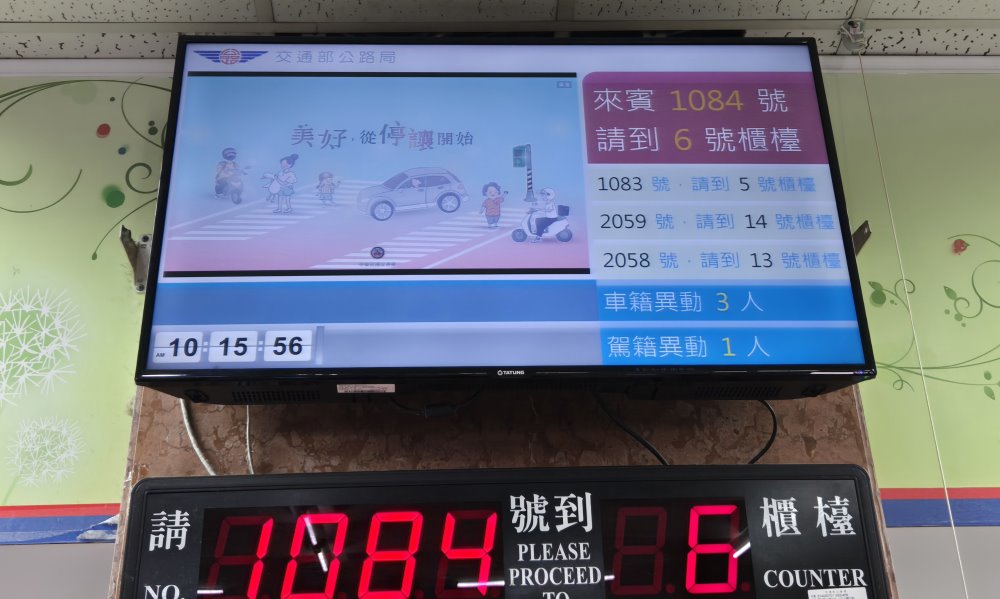 交通部公路局
美好，從停讓開始
來賓 1084 號
請到 6 號櫃檯
1083 號．請到 5 號櫃檯
2059 號．請到 14 號櫃檯
2058 號．請到 13 號櫃檯
車籍異動 3 人
駕籍異動 1 人
AM 10 15 56
TATUNG
請 1084 號到 6 櫃檯
NO. PLEASE PROCEED TO COUNTER